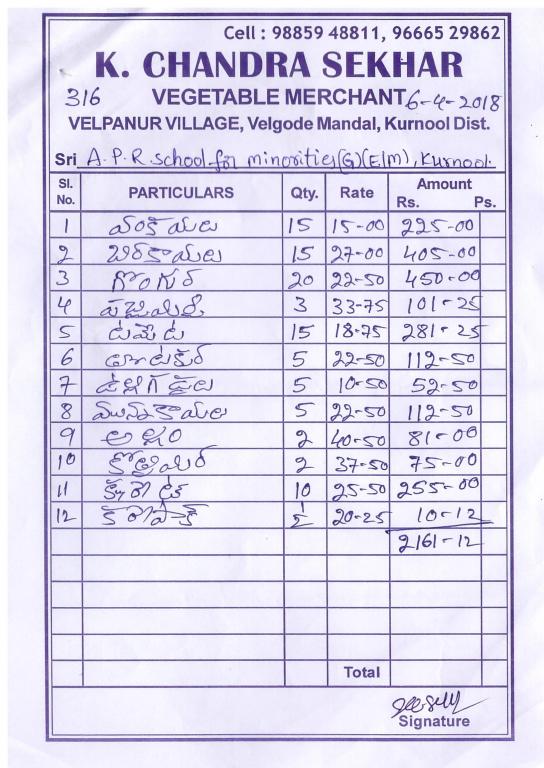 Cell : 98859 48811, 96665 29862
K. CHANDRA SEKHAR
316 VEGETABLE MERCHANT 6-4-2018
VELPANUR VILLAGE, Velgode Mandal, Kurnool Dist.
Sri A.P.R. school for minorities (G)(E/m), Kurnool.
Sl. No. PARTICULARS Qty. Rate Amount Rs. Ps.
1 వంకాయలు 15 15-00 225-00
2 బీరకాయలు 15 27-00 405-00
3 గోంగూర 20 22-50 450-00
4 పచ్చిమిర్చి 3 33-75 101-25
5 టమేట 15 18-75 281-25
6 5 22-50 112-50
7 ఉల్లిగడ్డలు 5 10-50 52-50
8 మునక్కాయలు 5 22-50 112-50
9 అల్లం 2 40-50 81-00
10 కోత్తిమీర 2 37-50 75-00
11 క్యారెట్ 10 25-50 255-00
12 కరేపాక్ ½ 20-25 10-12
2161-12
Total
Signature